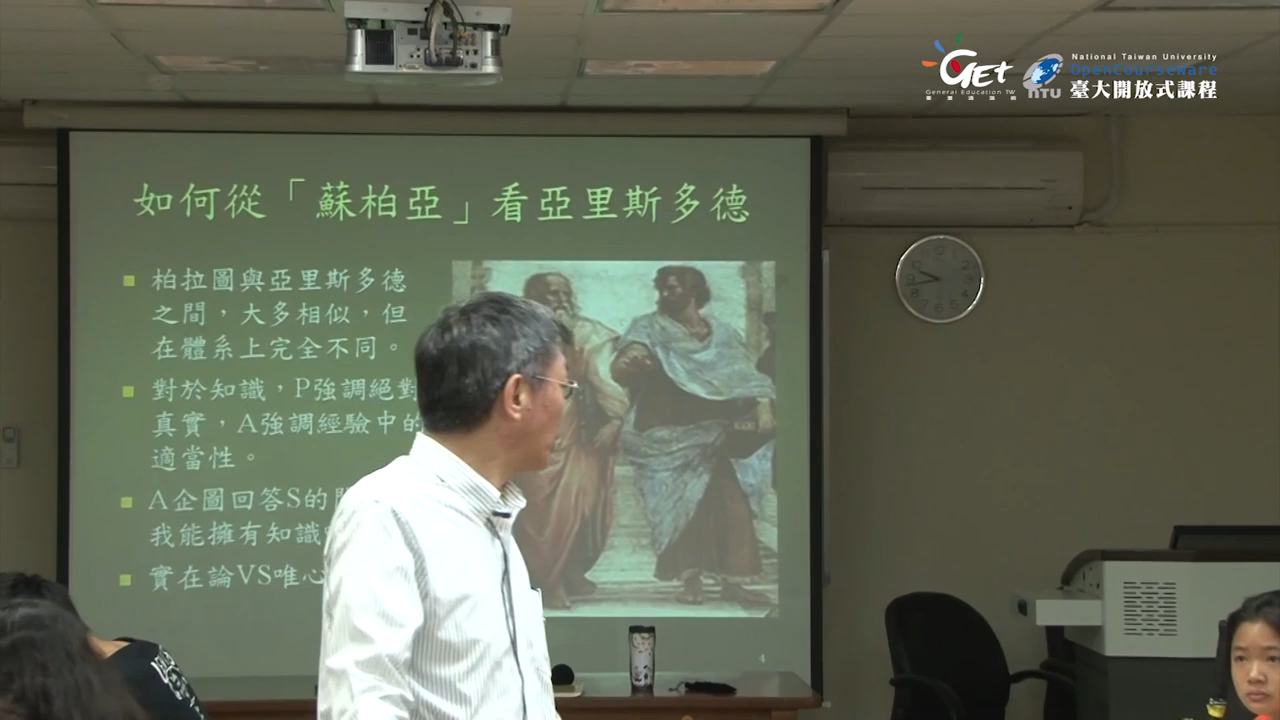 GET
General Education TW
NTU
National Taiwan University
OpenCourseWare
臺大開放式課程
如何從「蘇柏亞」看亞里斯多德
柏拉圖與亞里斯多德
之間，大多相似，但
在體系上完全不同。
對於知識，P強調絕對
真實，A強調經驗中的
適當性。
A企圖回答S的
我能擁有知識
實在論VS唯心
4